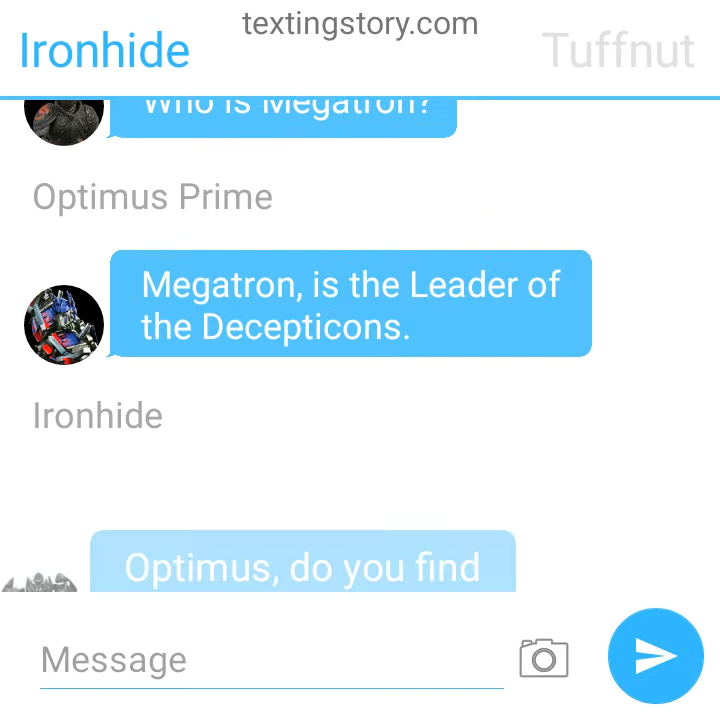 textingstory.com
Ironhide
Tuffnut
Who is Megatron?
Optimus Prime
Megatron, is the Leader of
the Decepticons.
Ironhide
Optimus, do you find
Message